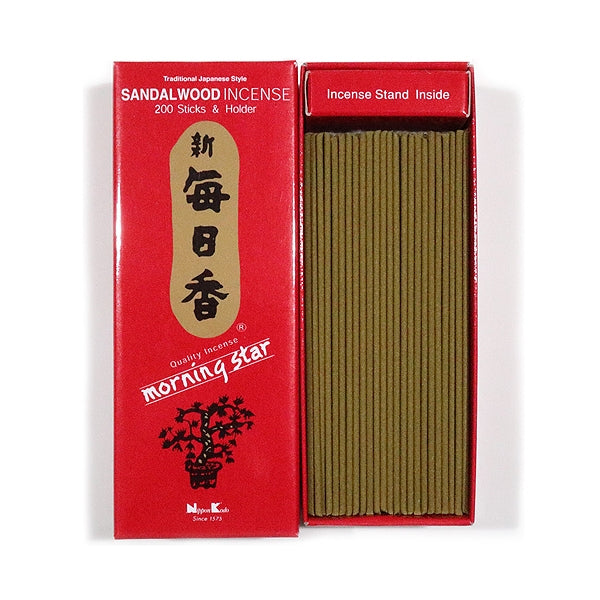 Traditional Japanese Style
SANDALWOOD INCENSE
200 Sticks & Holder
新
毎日香
®
Quality Incense
morning star
Nippon Kodo
Since 1575
Incense Stand Inside